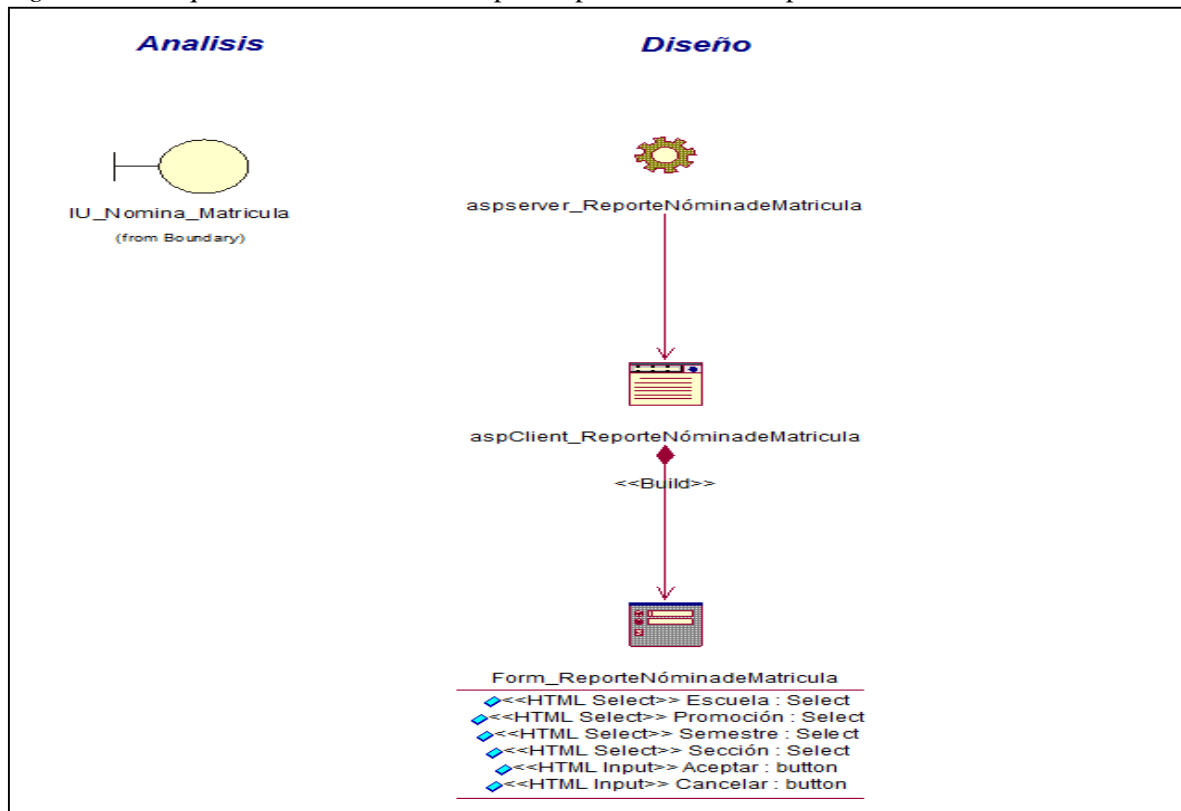 Analisis
Diseño
IU_Nomina_Matricula
(from Boundary)
aspserver_ReporteNóminadeMatricula
aspClient_ReporteNóminadeMatricula
<<Build>>
Form_ReporteNóminadeMatricula
<<HTML Select>> Escuela : Select
<<HTML Select>> Promoción : Select
<<HTML Select>> Semestre : Select
<<HTML Select>> Sección : Select
<<HTML Input>> Aceptar : button
<<HTML Input>> Cancelar : button